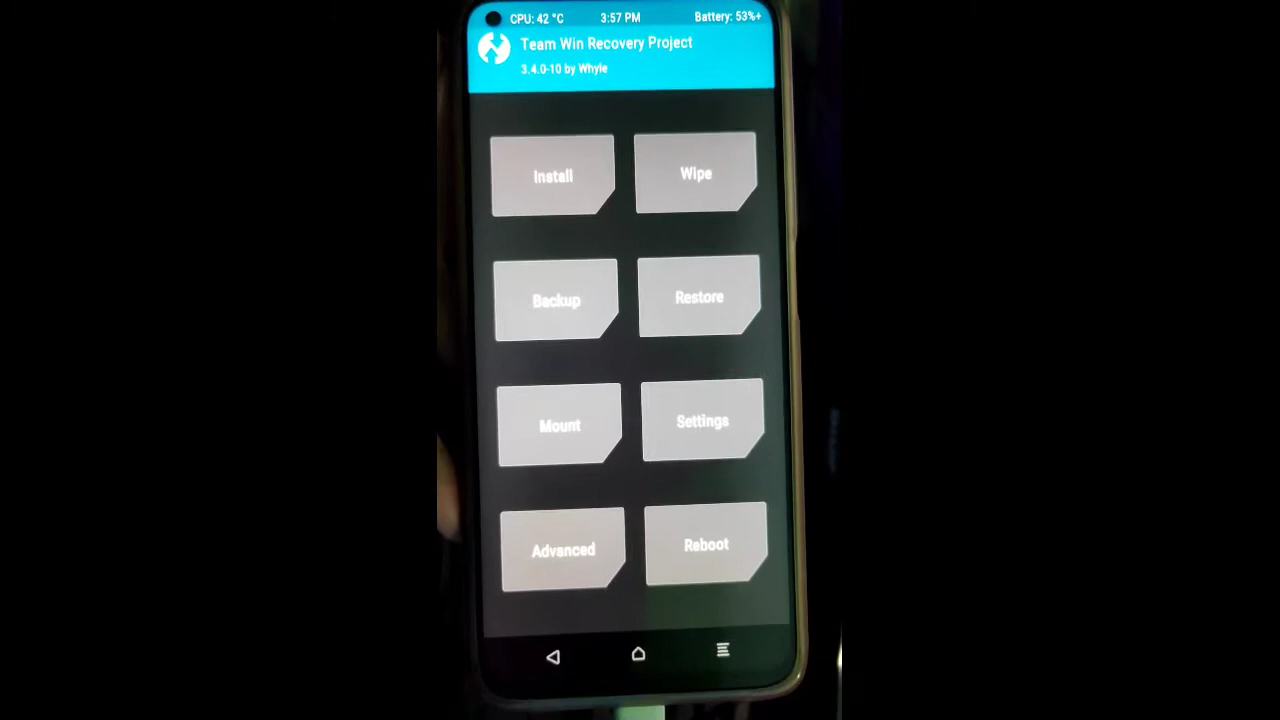 CPU: 42 °C 3:57 PM Battery: 53%+
Team Win Recovery Project
3.4.0-10 by Whyle
Install Wipe
Backup Restore
Mount Settings
Advanced Reboot